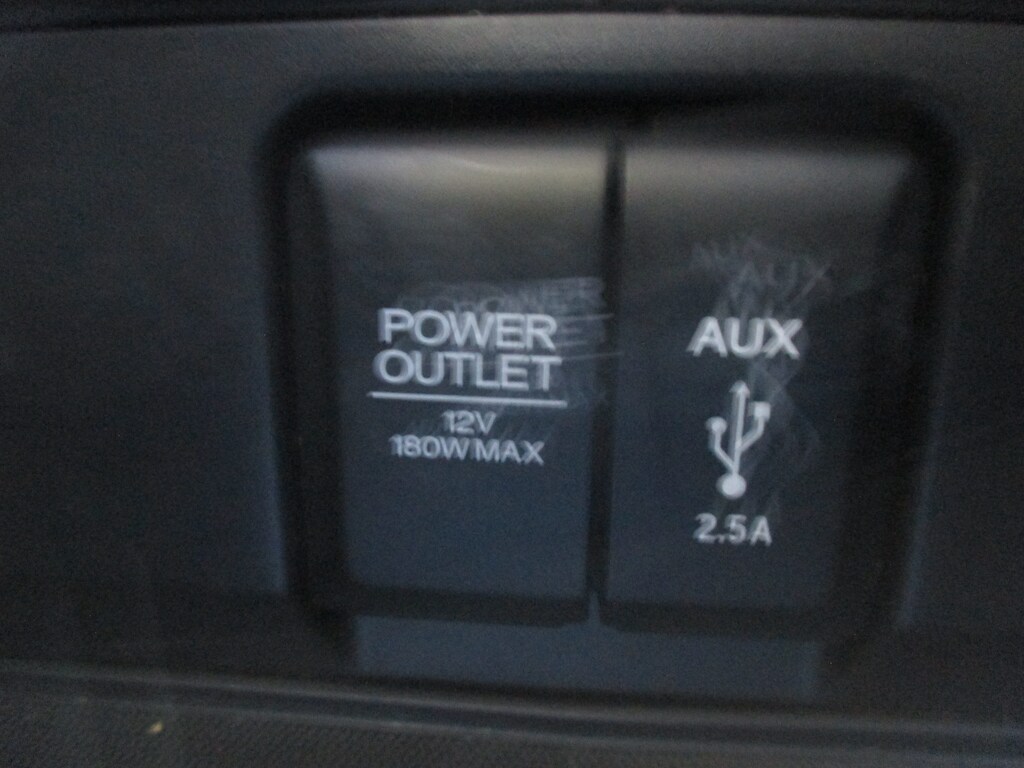 POWER
OUTLET
12V
180W MAX
AUX
2.5A